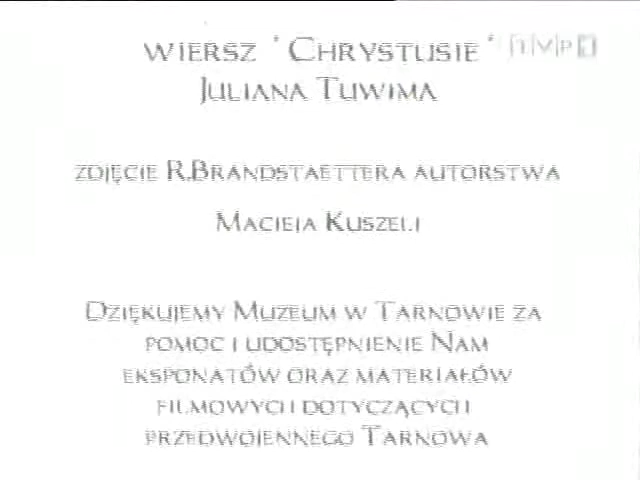 WIERSZ "CHRYSTUSIE" TVP
JULIANA TUWIMA
ZDJĘCIE R.BRANDSTAETTERA AUTORSTWA
MACIEJA KUSZELI
DZIĘKUJEMY MUZEUM W TARNOWIE ZA
POMOC I UDOSTĘPNIENIE NAM
EKSPONATÓW ORAZ MATERIAŁÓW
FILMOWYCH DOTYCZĄCYCH
PRZEDWOJENNEGO TARNOWA